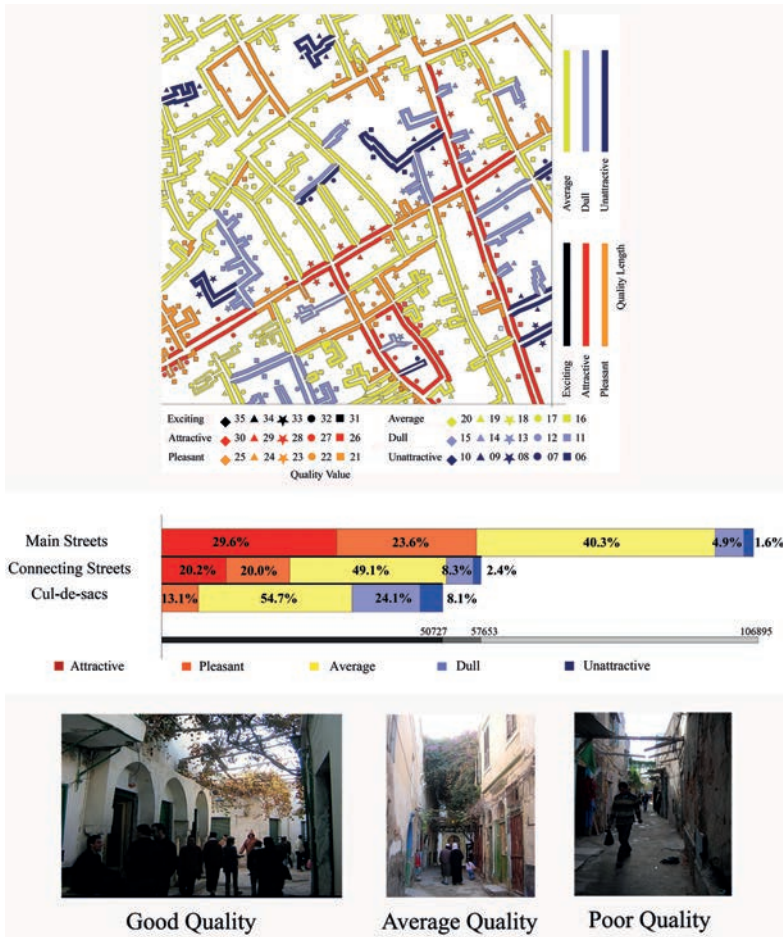 Average
Dull
Unattractive
Exciting
Attractive
Pleasant
Quality Length
Exciting 35 34 33 32 31 Average 20 19 18 17 16
Attractive 30 29 28 27 26 Dull 15 14 13 12 11
Pleasant 25 24 23 22 21 Unattractive 10 09 08 07 06
Quality Value
Main Streets 29.6% 23.6% 40.3% 4.9% 1.6%
Connecting Streets 20.2% 20.0% 49.1% 8.3% 2.4%
Cul-de-sacs 13.1% 54.7% 24.1% 8.1%
50727 57653 106895
Attractive Pleasant Average Dull Unattractive
Good Quality Average Quality Poor Quality